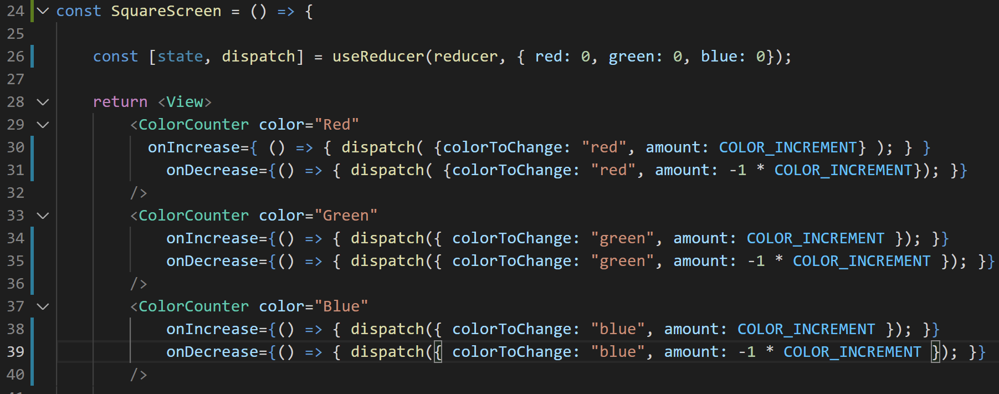 24 const SquareScreen = () => {
25
26 const [state, dispatch] = useReducer(reducer, { red: 0, green: 0, blue: 0});
27
28 return <View>
29 <ColorCounter color="Red"
30 onIncrease={ () => { dispatch( {colorToChange: "red", amount: COLOR_INCREMENT} ); } }
31 onDecrease={() => { dispatch( {colorToChange: "red", amount: -1 * COLOR_INCREMENT}); }}
32 />
33 <ColorCounter color="Green"
34 onIncrease={() => { dispatch({ colorToChange: "green", amount: COLOR_INCREMENT }); }}
35 onDecrease={() => { dispatch({ colorToChange: "green", amount: -1 * COLOR_INCREMENT }); }}
36 />
37 <ColorCounter color="Blue"
38 onIncrease={() => { dispatch({ colorToChange: "blue", amount: COLOR_INCREMENT }); }}
39 onDecrease={() => { dispatch({ colorToChange: "blue", amount: -1 * COLOR_INCREMENT }); }}
40 />